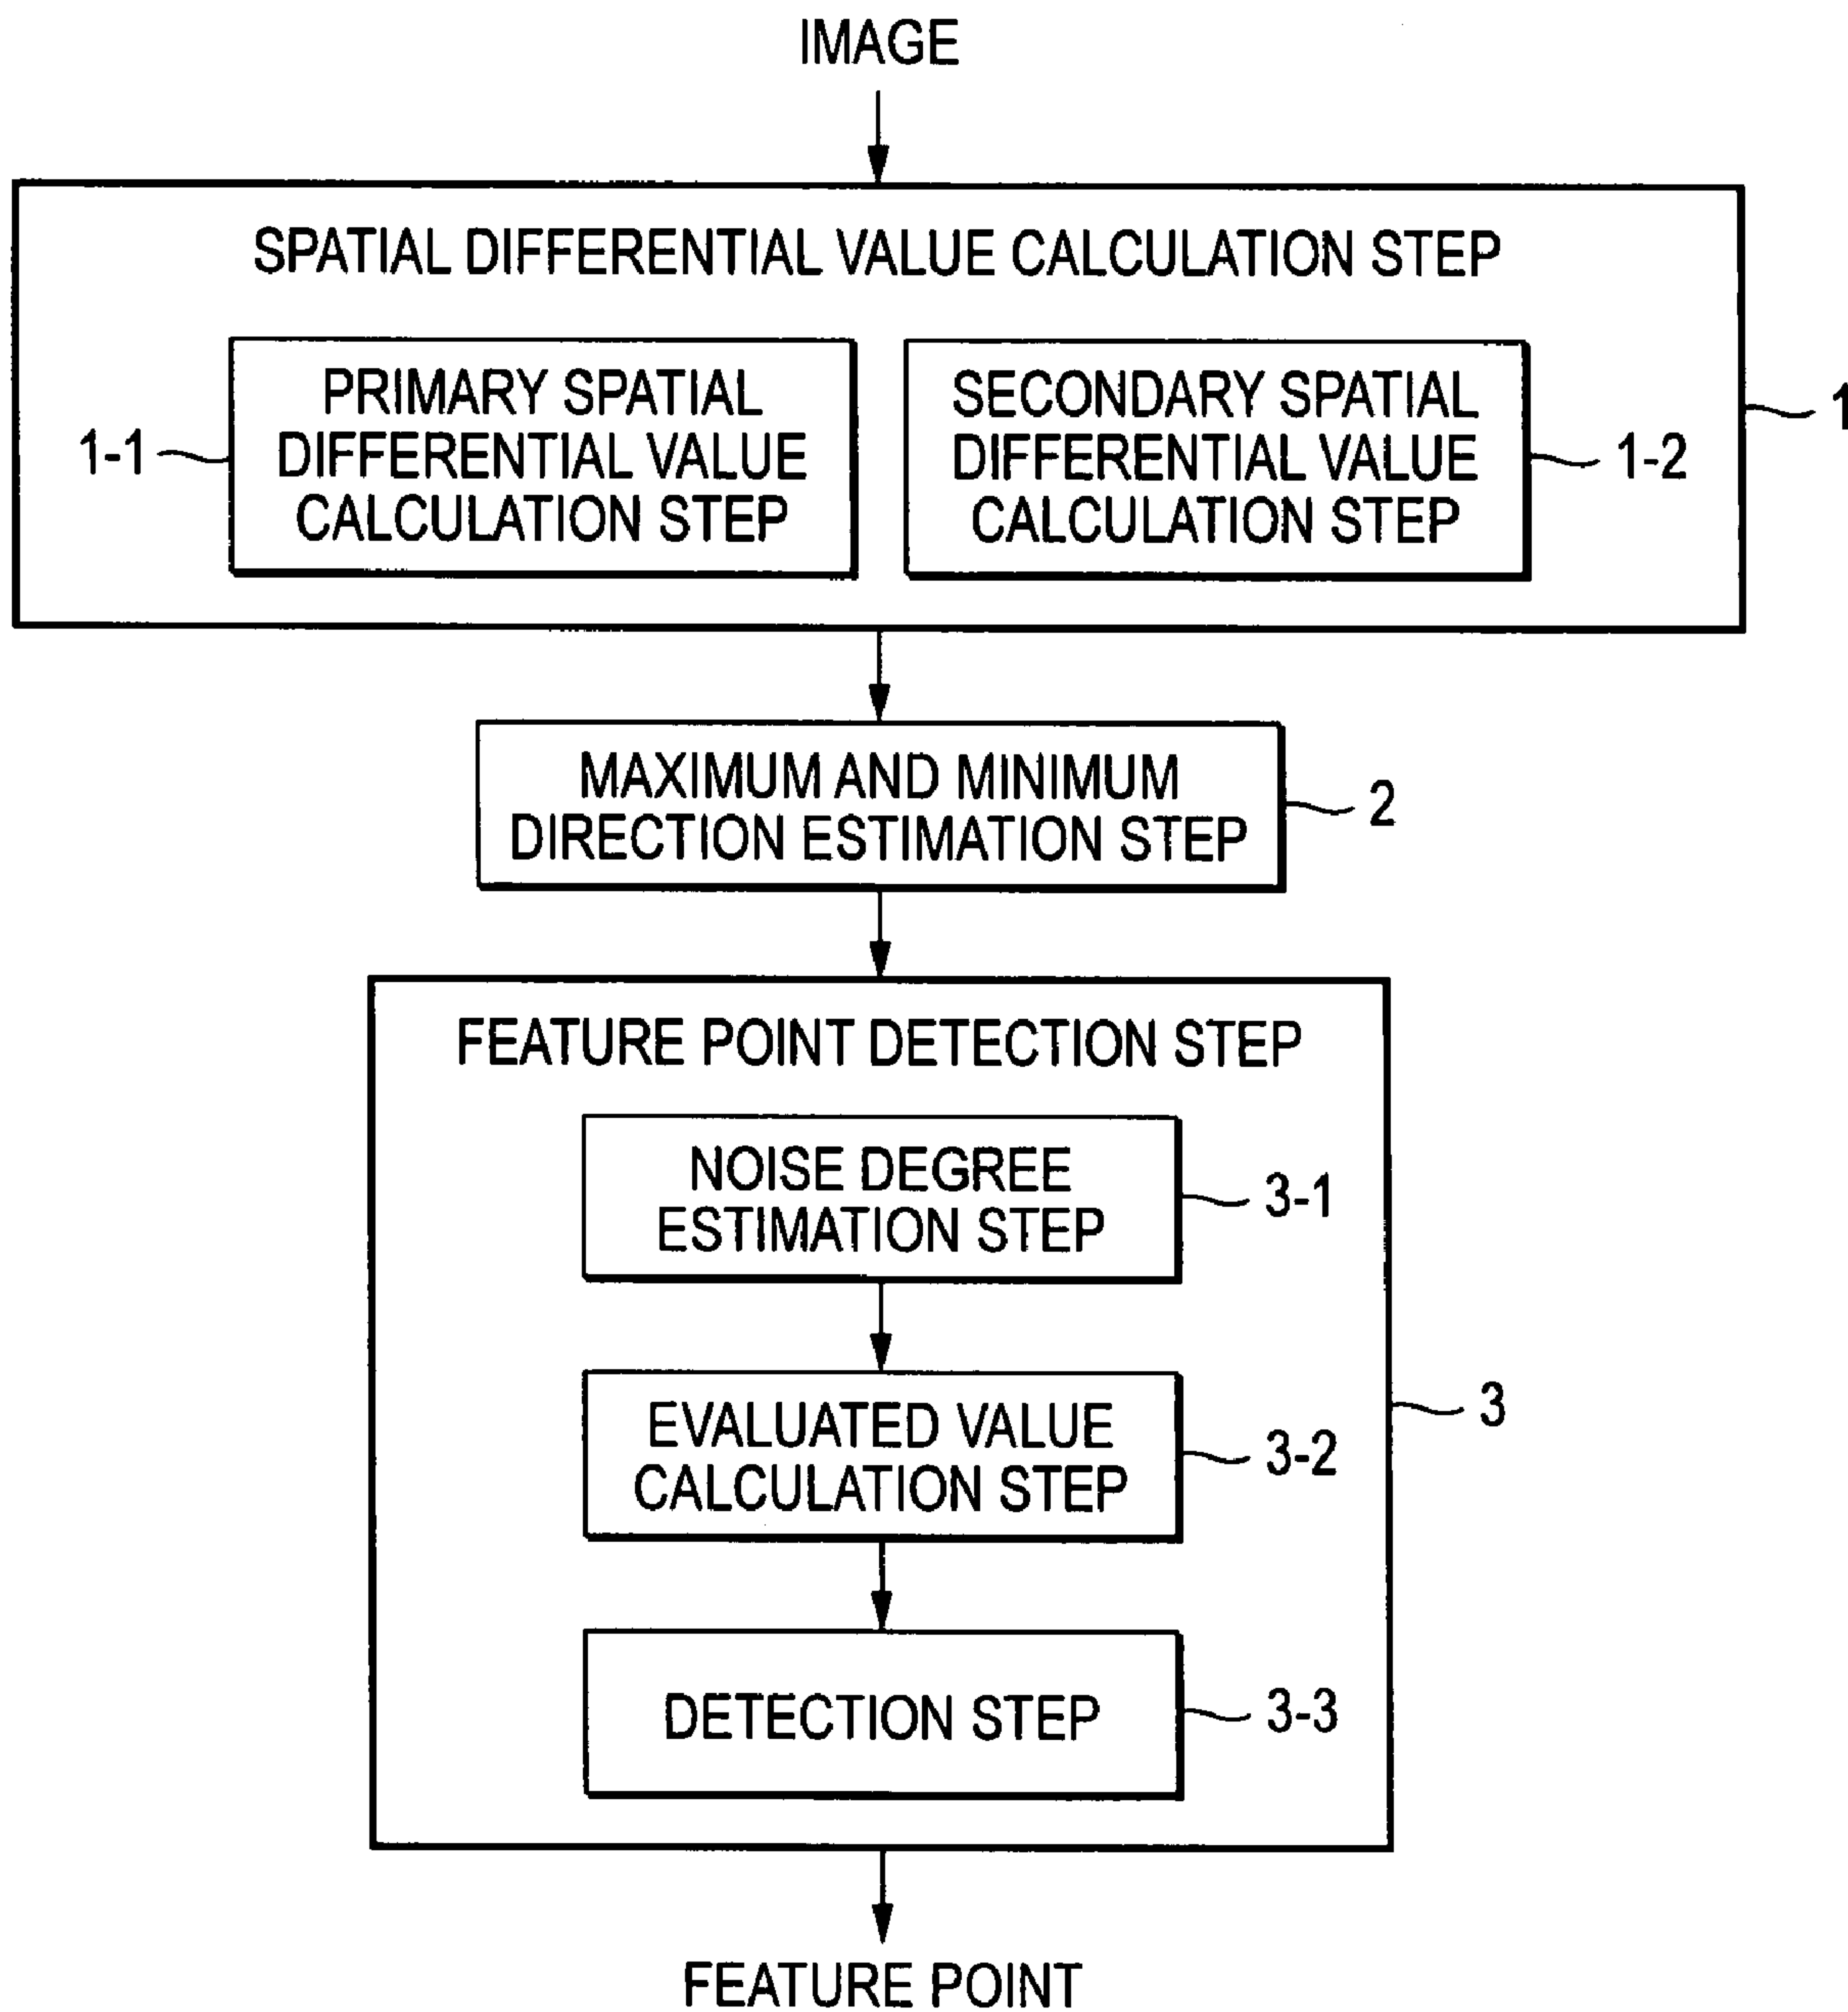 IMAGE
SPATIAL DIFFERENTIAL VALUE CALCULATION STEP
1-1
PRIMARY SPATIAL
DIFFERENTIAL VALUE
CALCULATION STEP
SECONDARY SPATIAL
DIFFERENTIAL VALUE
CALCULATION STEP
1-2
1
MAXIMUM AND MINIMUM
DIRECTION ESTIMATION STEP
2
FEATURE POINT DETECTION STEP
NOISE DEGREE
ESTIMATION STEP
3-1
EVALUATED VALUE
CALCULATION STEP
3-2
3
DETECTION STEP
3-3
FEATURE POINT